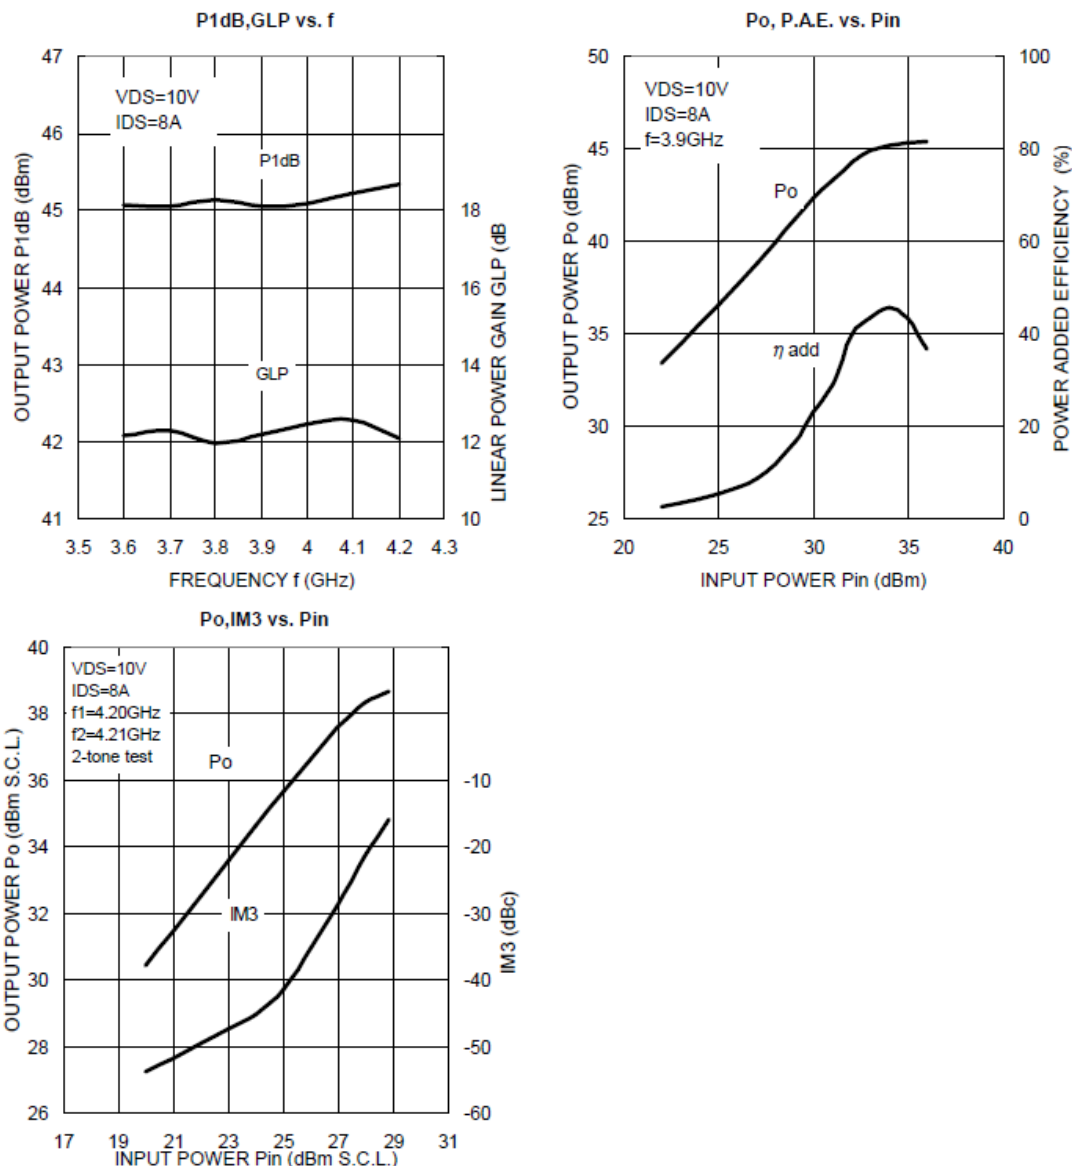 P1dB,GLP vs. f
47
46
45
44
43
42
41
OUTPUT POWER P1dB (dBm)
VDS=10V
IDS=8A
P1dB
GLP
18
16
14
12
10
LINEAR POWER GAIN GLP (dB
3.5 3.6 3.7 3.8 3.9 4 4.1 4.2 4.3
FREQUENCY f (GHz)
Po, P.A.E. vs. Pin
50
45
40
35
30
25
OUTPUT POWER Po (dBm)
VDS=10V
IDS=8A
f=3.9GHz
Po
η add
100
80
60
40
20
0
POWER ADDED EFFICIENCY (%)
20 25 30 35 40
INPUT POWER Pin (dBm)
Po,IM3 vs. Pin
40
38
36
34
32
30
28
26
OUTPUT POWER Po (dBm S.C.L.)
VDS=10V
IDS=8A
f1=4.20GHz
f2=4.21GHz
2-tone test
Po
IM3
-10
-20
-30
-40
-50
-60
IM3 (dBc)
17 19 21 23 25 27 29 31
INPUT POWER Pin (dBm S.C.L.)